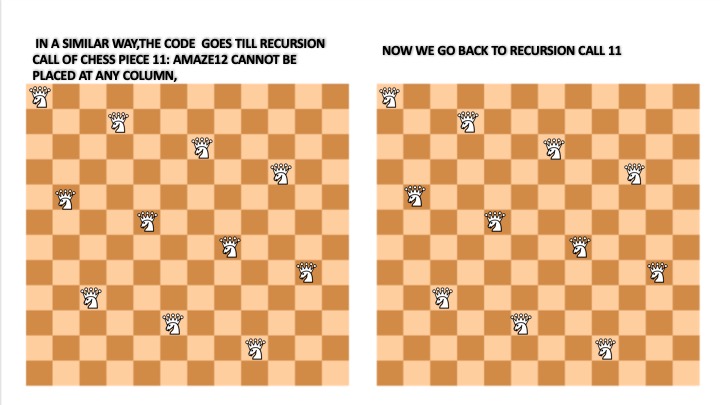 IN A SIMILAR WAY,THE CODE  GOES TILL RECURSION
CALL OF CHESS PIECE 11: AMAZE12 CANNOT BE
PLACED AT ANY COLUMN,
NOW WE GO BACK TO RECURSION CALL 11